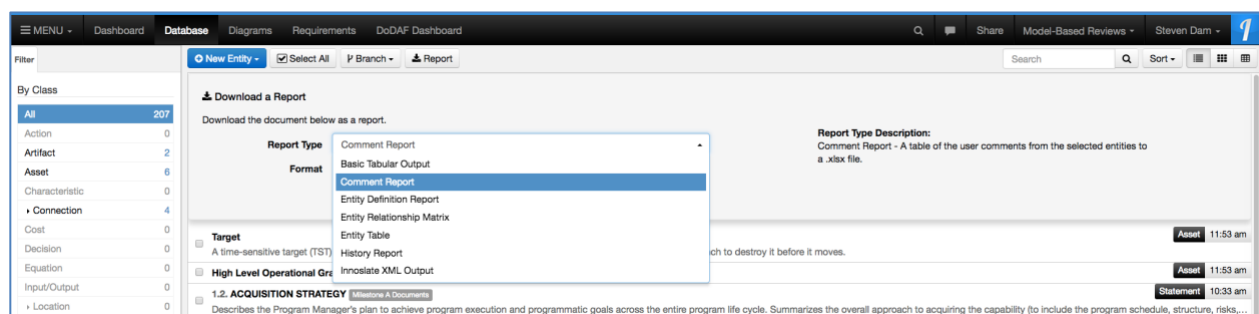 MENU Dashboard Database Diagrams Requirements DoDAF Dashboard Share Model-Based Reviews Steven Dam
Filter New Entity Select All Branch Report Search Sort
By Class
All 207
Action 0
Artifact 2
Asset 6
Characteristic 0
Connection 4
Cost 0
Decision 0
Equation 0
Input/Output 0
Location 0
Download a Report
Download the document below as a report.
Report Type Comment Report
Format
Basic Tabular Output
Comment Report
Entity Definition Report
Entity Relationship Matrix
Entity Table
History Report
Innoslate XML Output
Report Type Description:
Comment Report - A table of the user comments from the selected entities to
a .xlsx file.
Target Asset 11:53 am
A time-sensitive target (TST) ch to destroy it before it moves.
High Level Operational Gra Asset 11:53 am
1.2. ACQUISITION STRATEGY Milestone A Documents Statement 10:33 am
Describes the Program Manager's plan to achieve program execution and programmatic goals across the entire program life cycle. Summarizes the overall approach to acquiring the capability (to include the program schedule, structure, risks,...